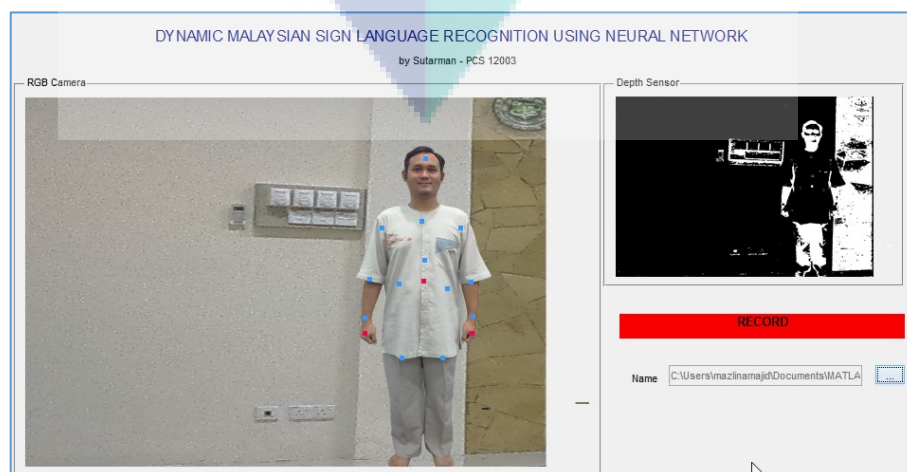 DYNAMIC MALAYSIAN SIGN LANGUAGE RECOGNITION USING NEURAL NETWORK
by Sutarman - PCS 12003
RGB Camera
Depth Sensor
RECORD
Name C:\Users\mazlinamajid\Documents\MATLA ...